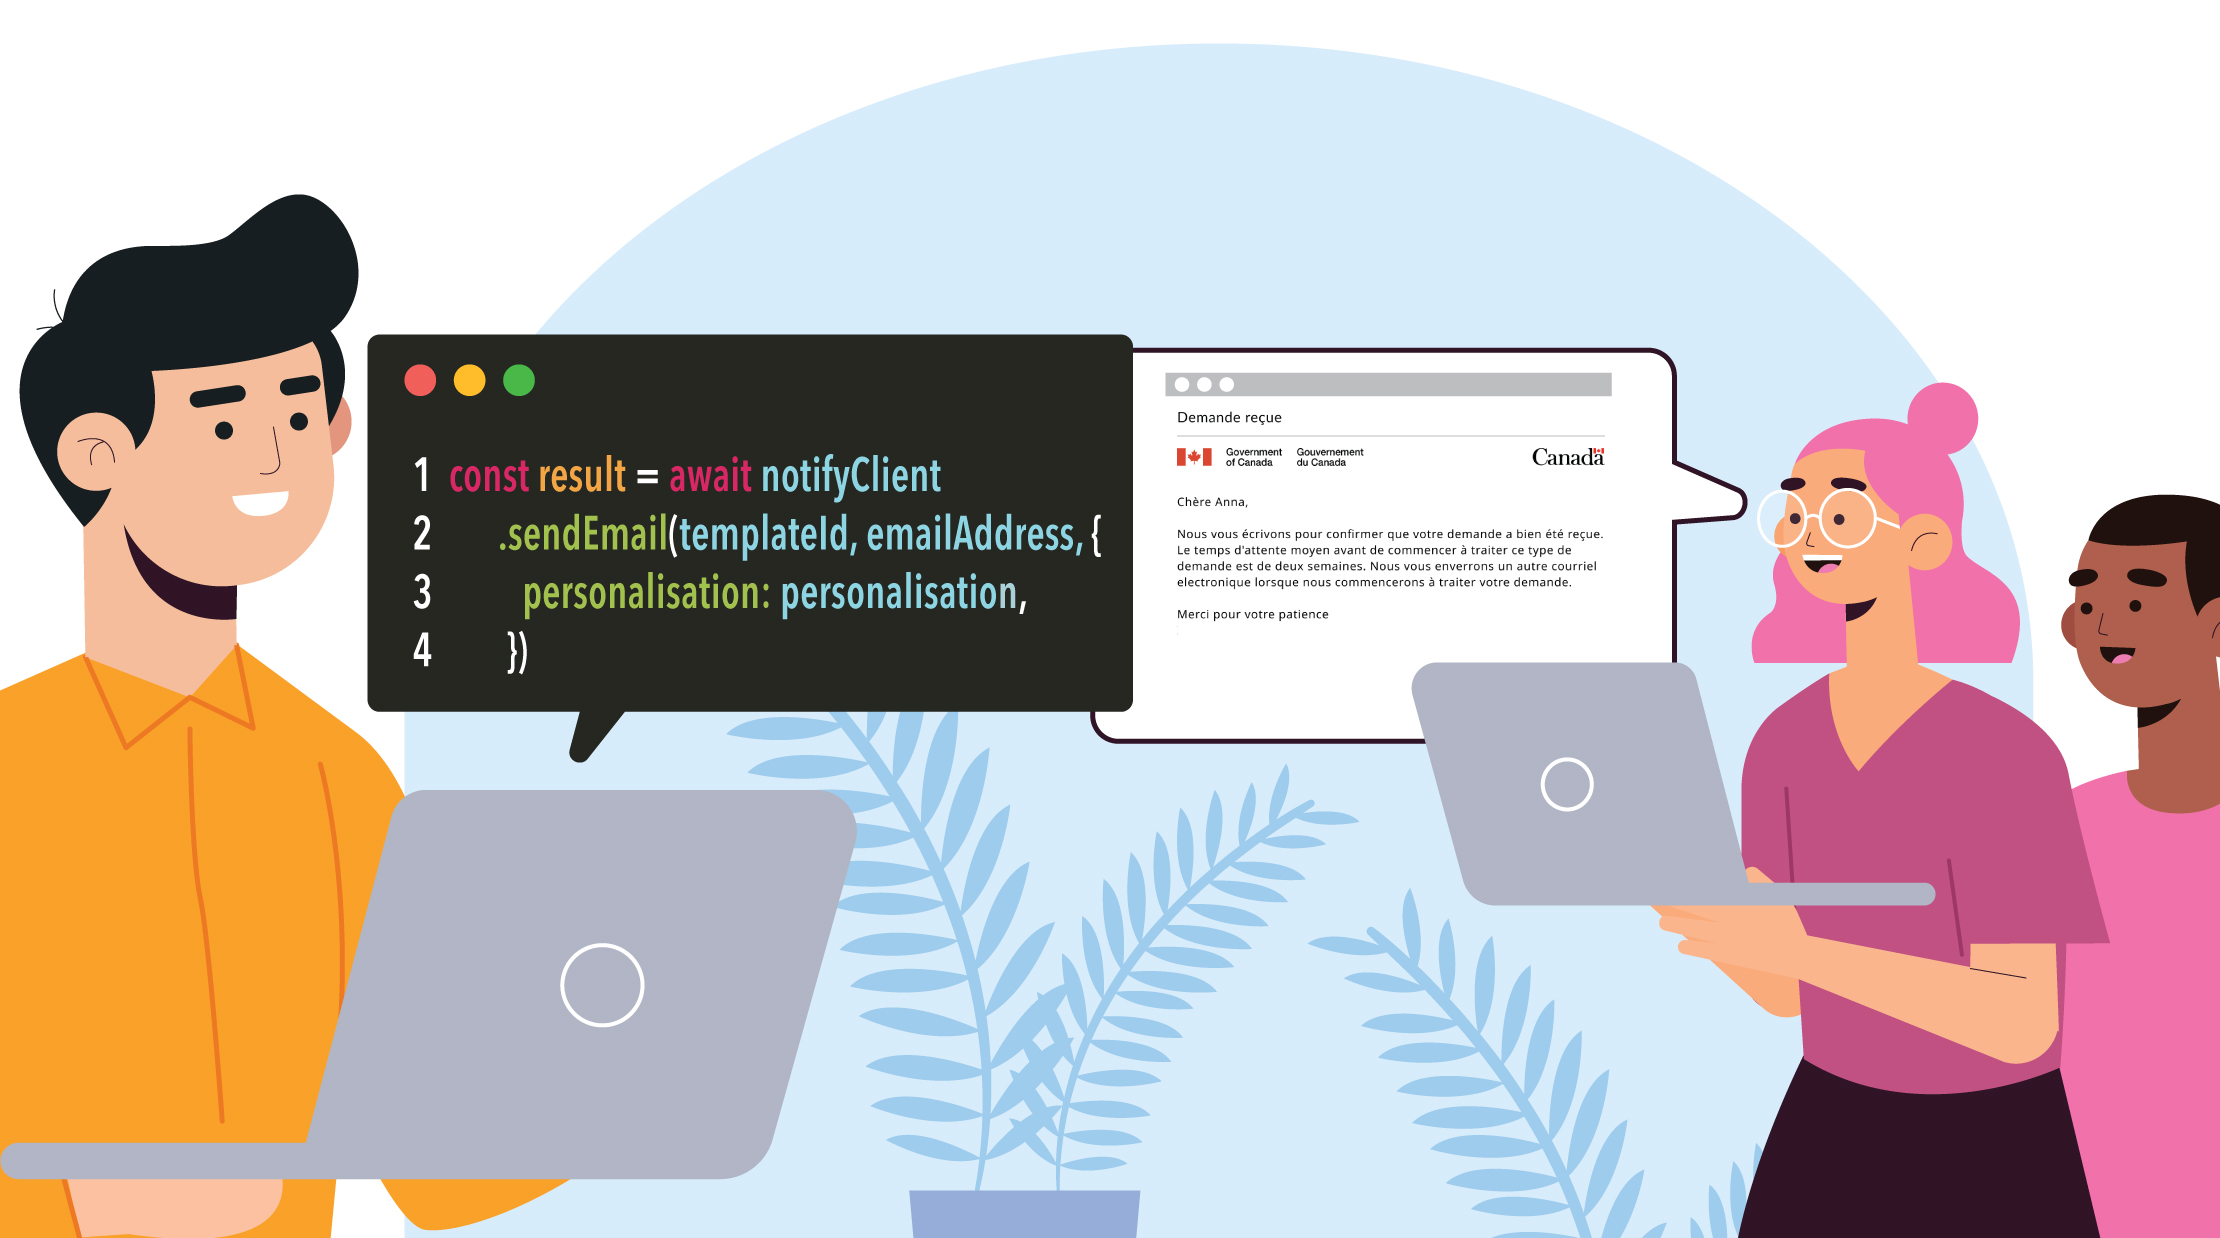 1 const result = await notifyClient
2 .sendEmail(templateId, emailAddress, {
3 personalisation: personalisation,
4 })
Demande reçue
Government of Canada
Gouvernement du Canada
Canada
Chère Anna,
Nous vous écrivons pour confirmer que votre demande a bien été reçue.
Le temps d'attente moyen avant de commencer à traiter ce type de
demande est de deux semaines. Nous vous enverrons un autre courriel
electronique lorsque nous commencerons à traiter votre demande.
Merci pour votre patience